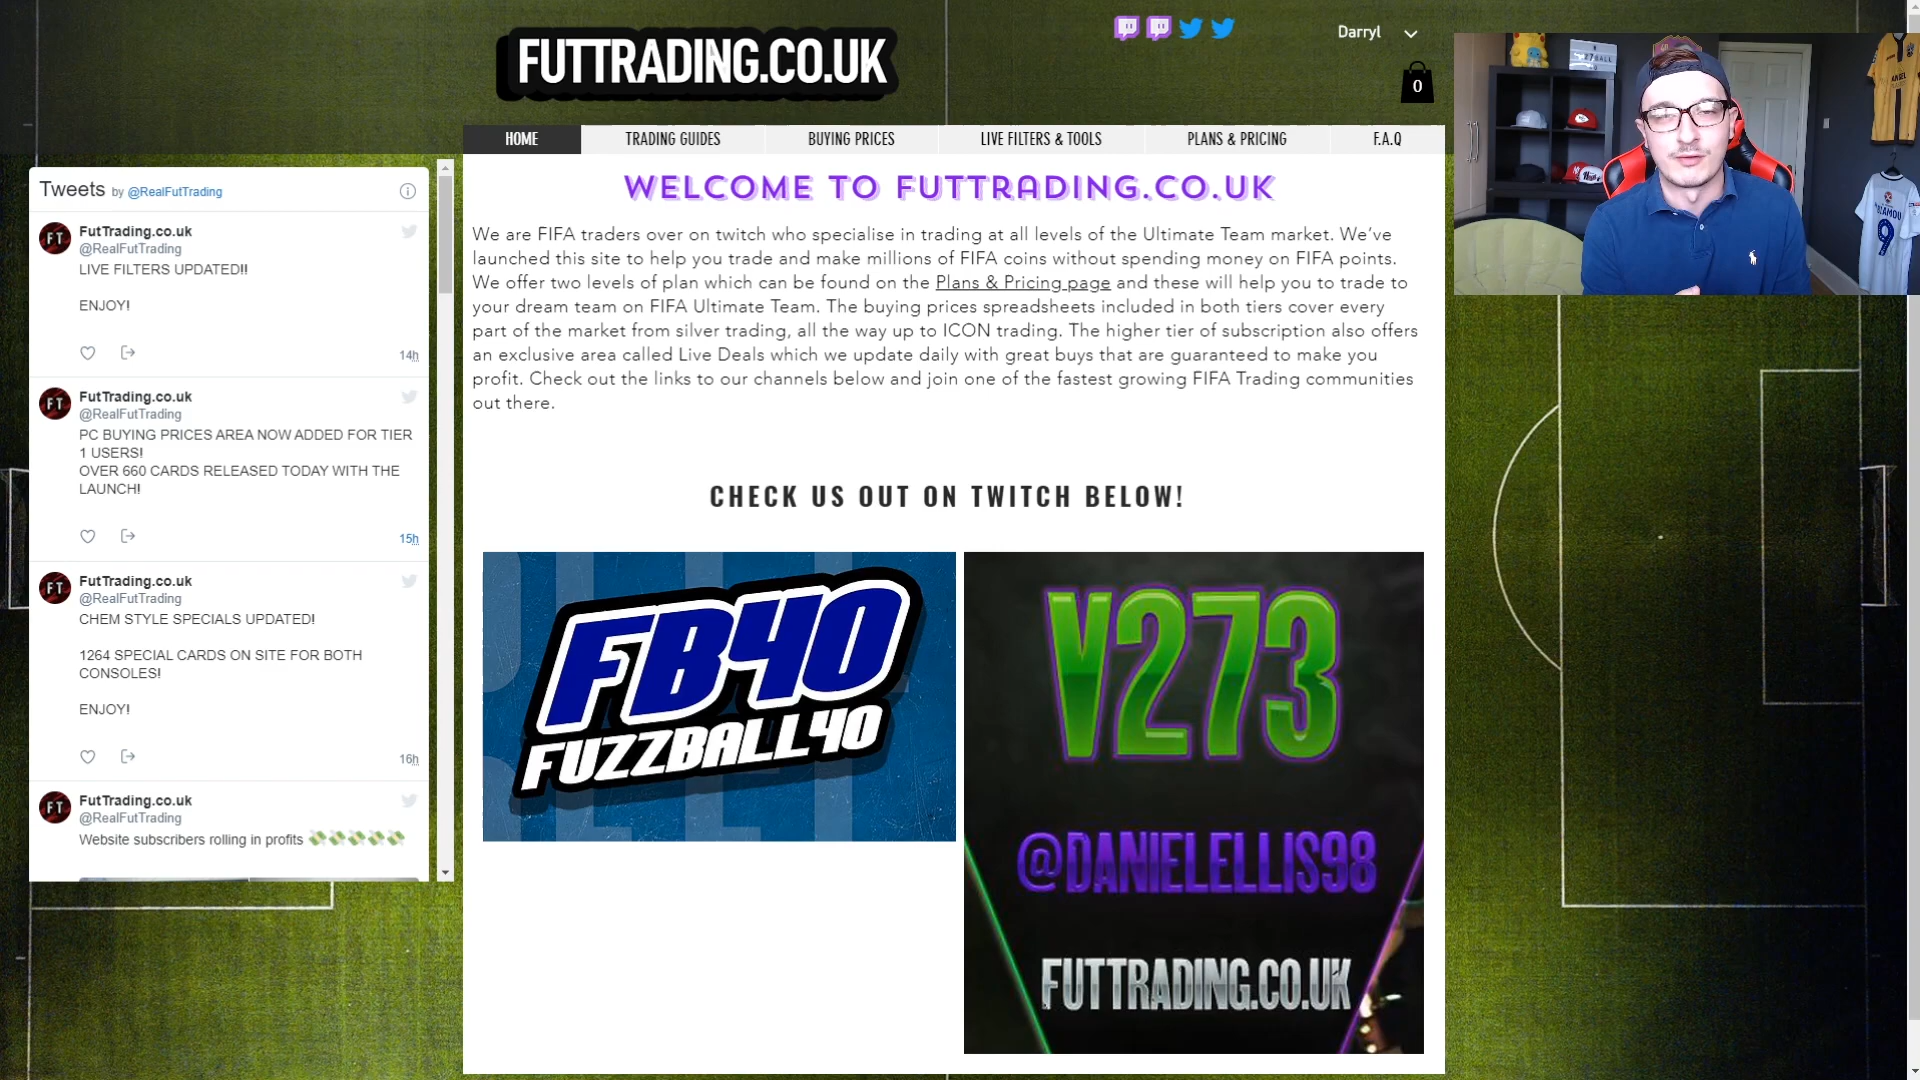 FUTTRADING.CO.UK
Darryl
0
HOME
TRADING GUIDES
BUYING PRICES
LIVE FILTERS & TOOLS
PLANS & PRICING
F.A.Q
Tweets by @RealFutTrading
FutTrading.co.uk
@RealFutTrading
LIVE FILTERS UPDATED!!
ENJOY!
14h
FutTrading.co.uk
@RealFutTrading
PC BUYING PRICES AREA NOW ADDED FOR TIER
1 USERS!
OVER 660 CARDS RELEASED TODAY WITH THE
LAUNCH!
15h
FutTrading.co.uk
@RealFutTrading
CHEM STYLE SPECIALS UPDATED!
1264 SPECIAL CARDS ON SITE FOR BOTH
CONSOLES!
ENJOY!
16h
FutTrading.co.uk
@RealFutTrading
Website subscribers rolling in profits 💸💸💸💸💸
FT
FT
FT
FT
WELCOME TO FUTTRADING.CO.UK
We are FIFA traders over on twitch who specialise in trading at all levels of the Ultimate Team market. We’ve
launched this site to help you trade and make millions of FIFA coins without spending money on FIFA points.
We offer two levels of plan which can be found on the Plans & Pricing page and these will help you to trade to
your dream team on FIFA Ultimate Team. The buying prices spreadsheets included in both tiers cover every
part of the market from silver trading, all the way up to ICON trading. The higher tier of subscription also offers
an exclusive area called Live Deals which we update daily with great buys that are guaranteed to make you
profit. Check out the links to our channels below and join one of the fastest growing FIFA Trading communities
out there.
CHECK US OUT ON TWITCH BELOW!
FB40
FUZZBALL40
V273
@DANIELELLIS98
FUTTRADING.CO.UK
ANGEL
9